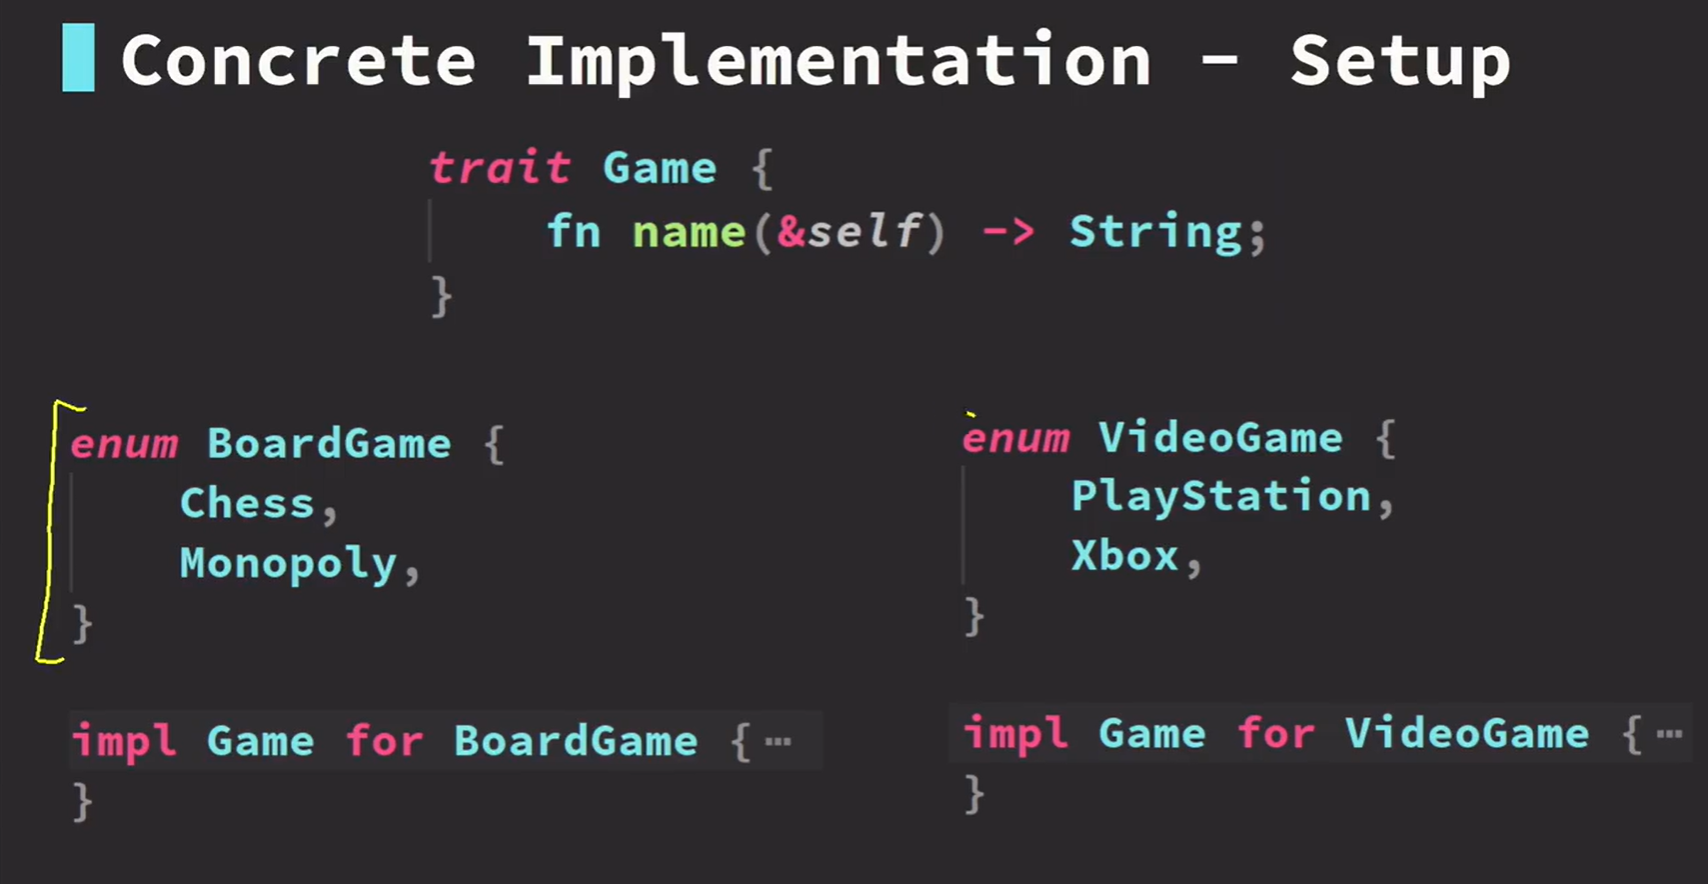 Concrete Implementation - Setup
trait Game {
fn name(&self) -> String;
}
enum BoardGame {
Chess,
Monopoly,
}
impl Game for BoardGame {⋯
}
enum VideoGame {
PlayStation,
Xbox,
}
impl Game for VideoGame {⋯
}